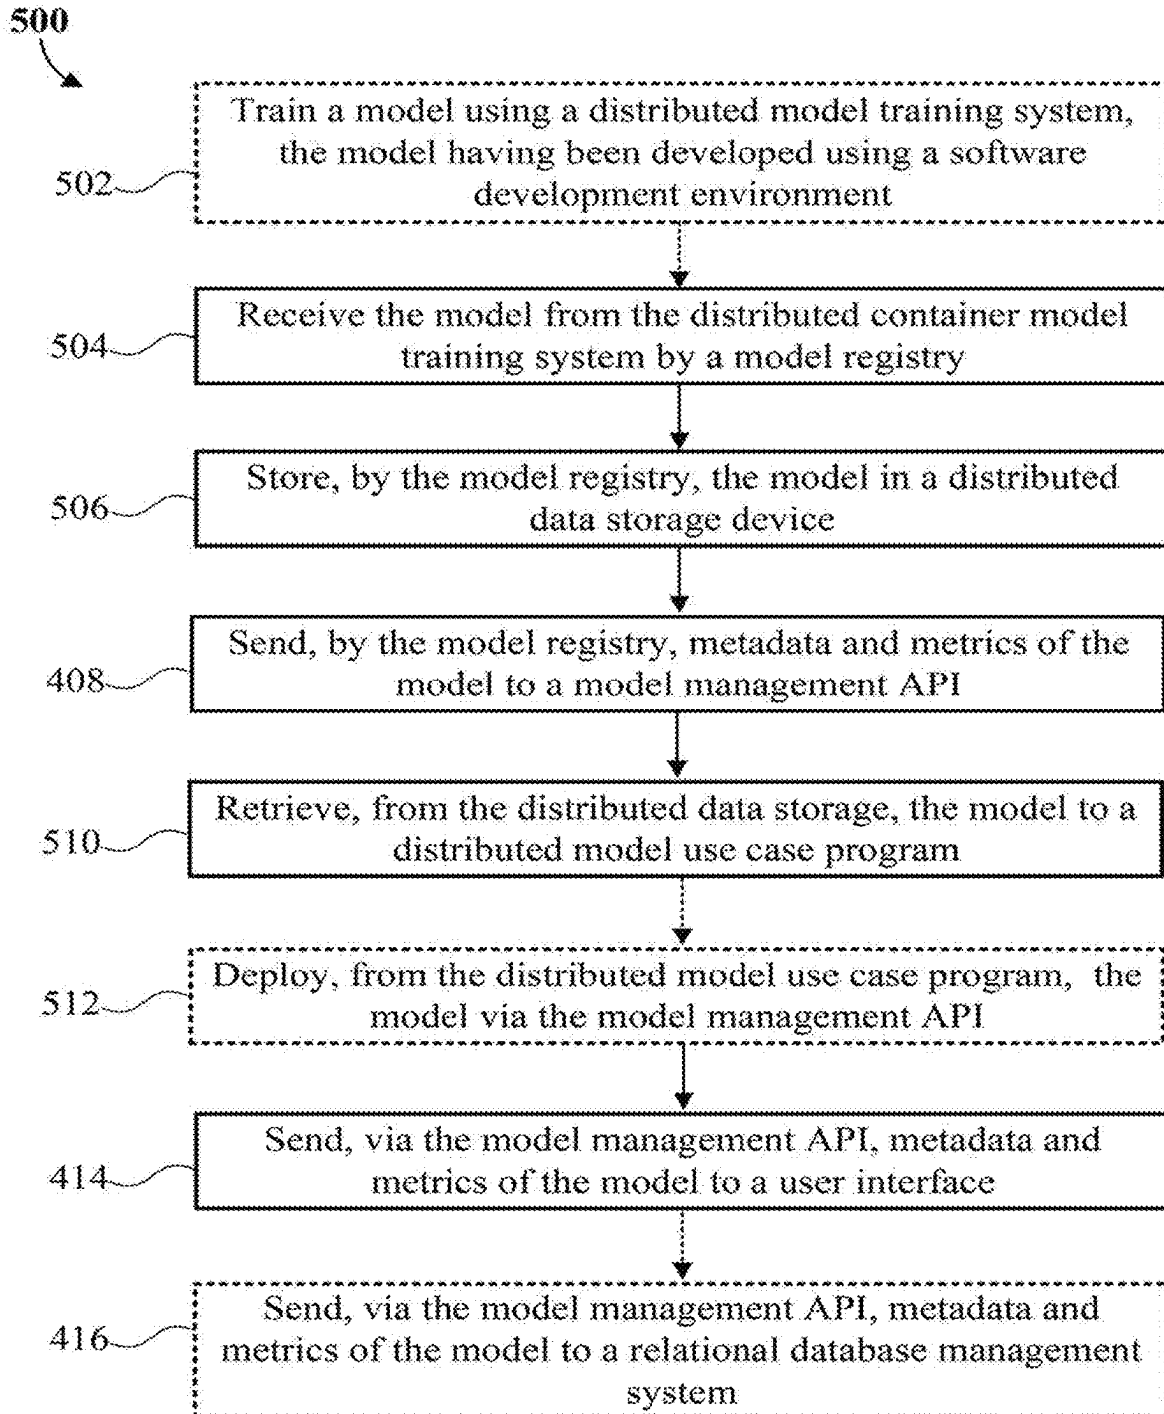 500
Train a model using a distributed model training system,
the model having been developed using a software
development environment
502
Receive the model from the distributed container model
training system by a model registry
504
Store, by the model registry, the model in a distributed
data storage device
506
Send, by the model registry, metadata and metrics of the
model to a model management API
408
Retrieve, from the distributed data storage, the model to a
distributed model use case program
510
Deploy, from the distributed model use case program, the
model via the model management API
512
Send, via the model management API, metadata and
metrics of the model to a user interface
414
Send, via the model management API, metadata and
metrics of the model to a relational database management
system
416